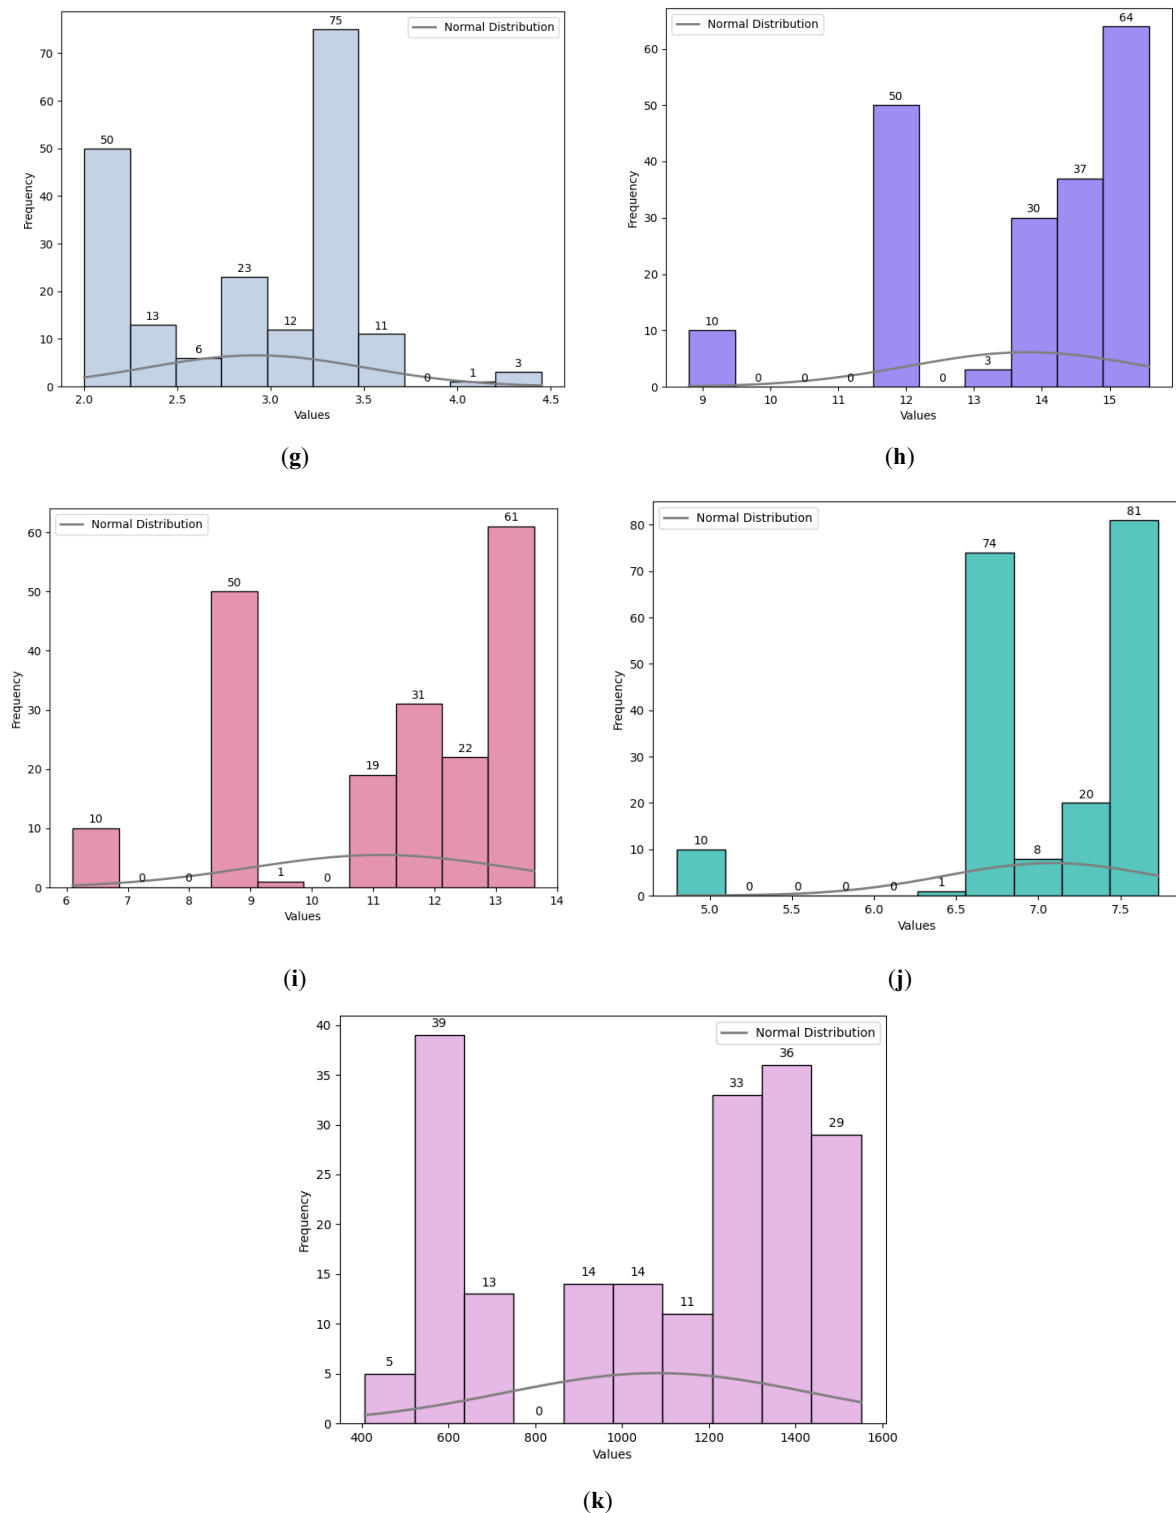 75
Normal Distribution
70
60
50
50
40
30
23
20
13
12
11
10
6
3
1
0
0
2.0 2.5 3.0 3.5 4.0 4.5
Values
Frequency
(g)
64
Normal Distribution
60
50
50
40
37
30
30
20
10
10
3
0 0 0 0
0
9 10 11 12 13 14 15
Values
Frequency
(h)
61
Normal Distribution
60
50
50
40
31
30
22
20
19
10
10
1
0 0 0
0
6 7 8 9 10 11 12 13 14
Values
Frequency
(i)
81
Normal Distribution
80
74
70
60
50
40
30
20
20
10
10
8
1
0 0 0 0
0
5.0 5.5 6.0 6.5 7.0 7.5
Values
Frequency
(j)
39
Normal Distribution
40
36
35
33
30
29
25
20
15
14 14
13
11
10
5
5
0
0
400 600 800 1000 1200 1400 1600
Values
Frequency
(k)